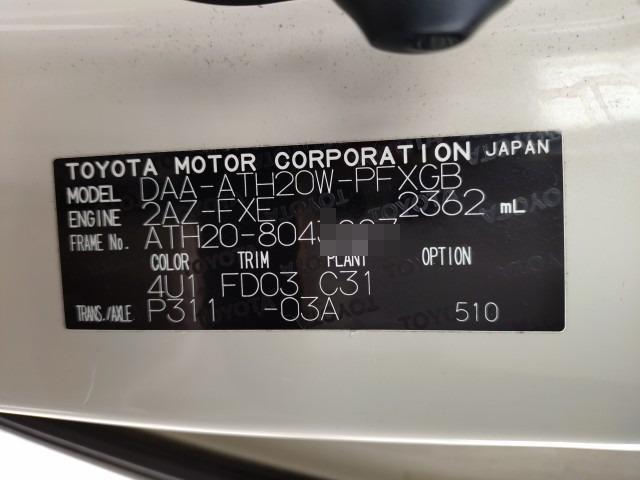 TOYOTA MOTOR CORPORATION JAPAN
MODEL DAA-ATH20W-PFXGB
ENGINE 2AZ-FXE 2362 mL
FRAME No. ATH20-804
COLOR TRIM PLANT OPTION
4U1 FD03 C31
TRANS./AXLE P311 -03A 510